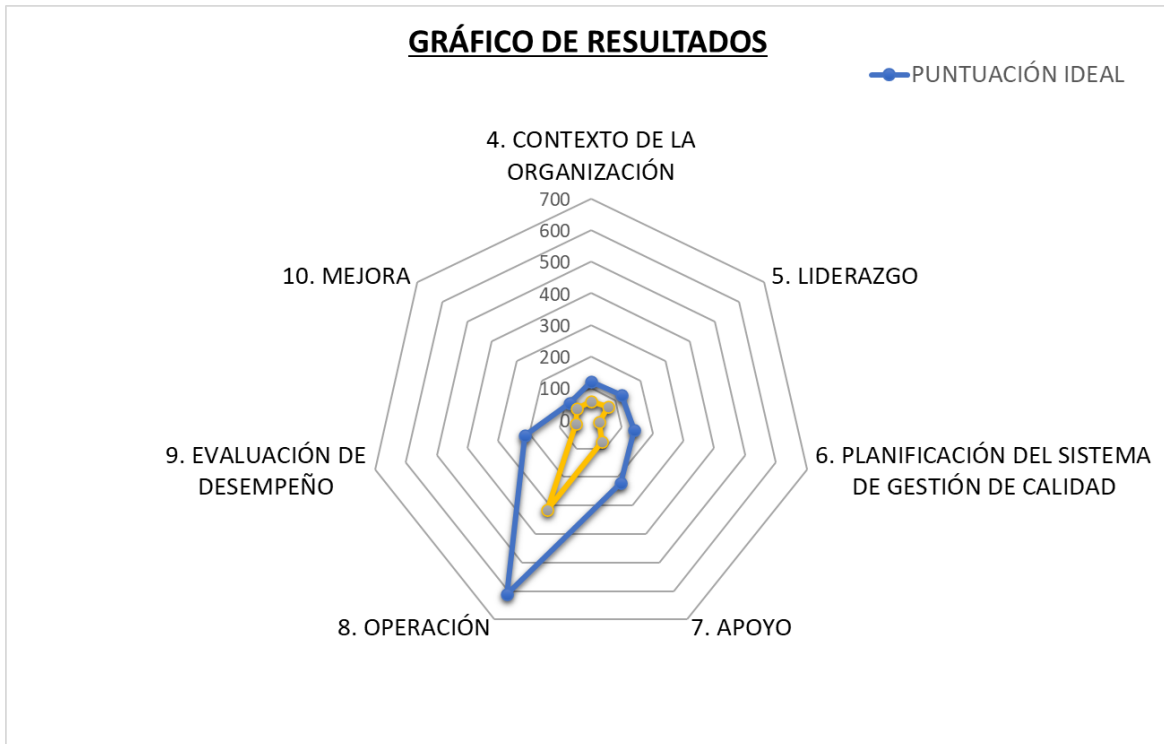 GRÁFICO DE RESULTADOS
PUNTUACIÓN IDEAL
4. CONTEXTO DE LA
ORGANIZACIÓN
700
600
500
400
300
200
100
0
5. LIDERAZGO
6. PLANIFICACIÓN DEL SISTEMA
DE GESTIÓN DE CALIDAD
7. APOYO
8. OPERACIÓN
9. EVALUACIÓN DE
DESEMPEÑO
10. MEJORA